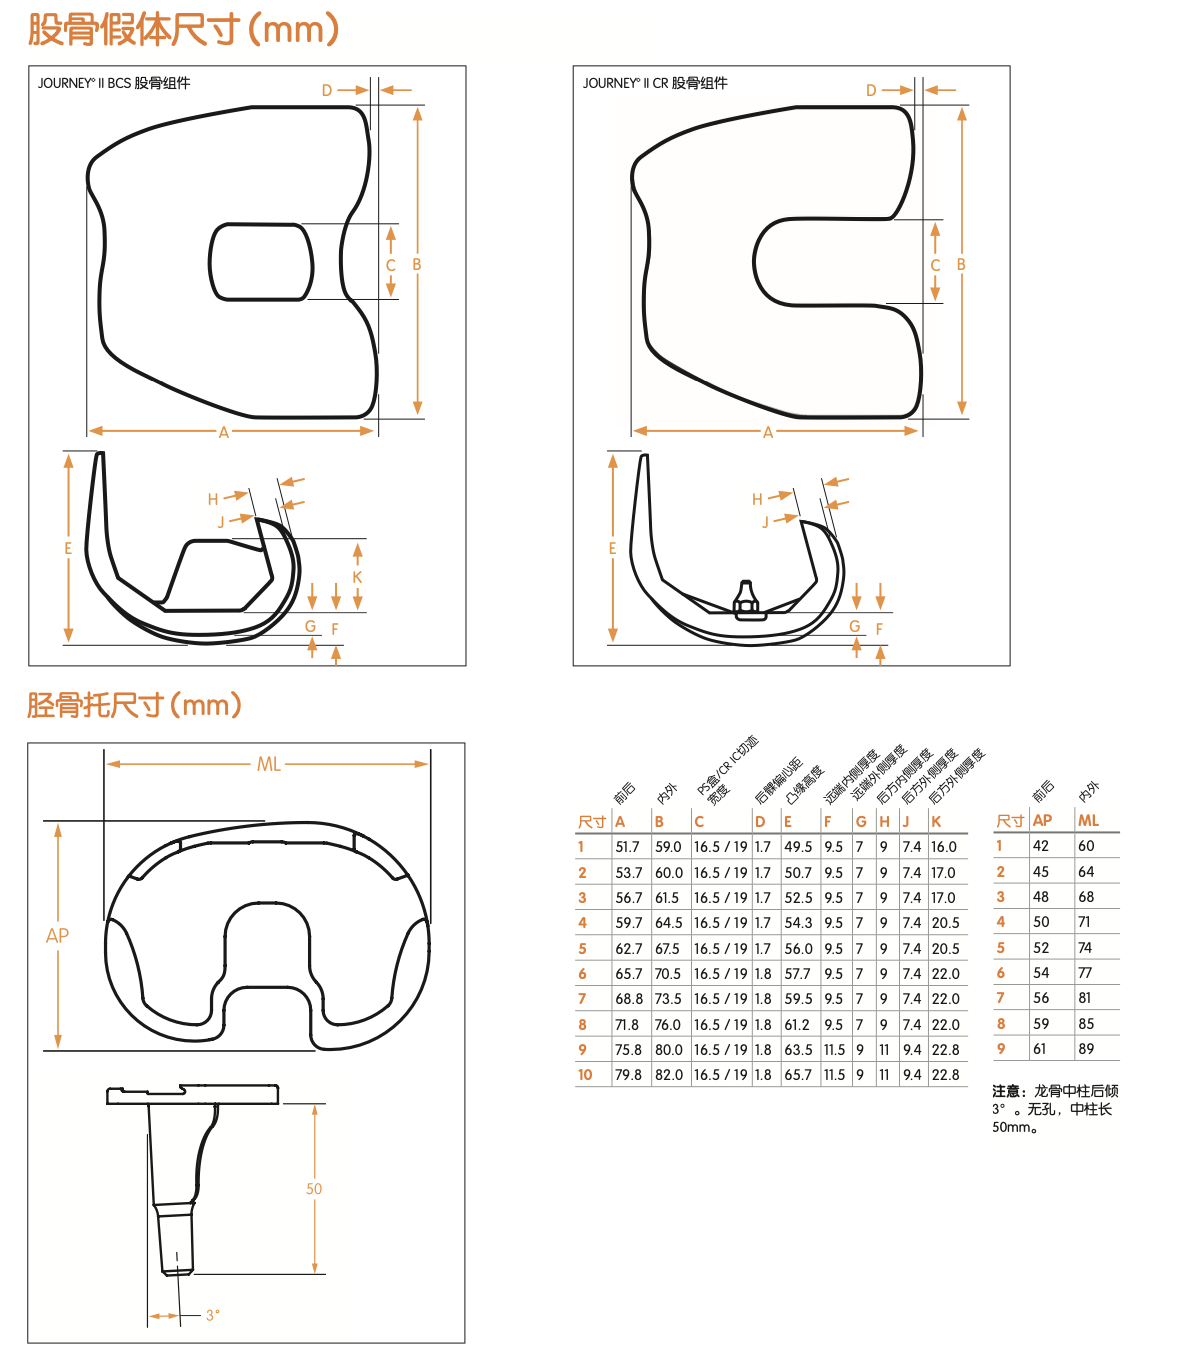 股骨假体尺寸(mm)
JOURNEY° II BCS 股骨组件
D
C
B
A
H
J
E
K
G
F
JOURNEY° II CR 股骨组件
D
C
B
A
H
J
E
G
F
胫骨托尺寸(mm)
ML
AP
50
3°
前后 内外 PS盒/CR IC切迹宽度 后髁偏心距 凸缘高度 远端内侧厚度 远端外侧厚度 后方内侧厚度 后方外侧厚度 后方外侧厚度
尺寸 A B C D E F G H J K
1 51.7 59.0 16.5 / 19 1.7 49.5 9.5 7 9 7.4 16.0
2 53.7 60.0 16.5 / 19 1.7 50.7 9.5 7 9 7.4 17.0
3 56.7 61.5 16.5 / 19 1.7 52.5 9.5 7 9 7.4 17.0
4 59.7 64.5 16.5 / 19 1.7 54.3 9.5 7 9 7.4 20.5
5 62.7 67.5 16.5 / 19 1.7 56.0 9.5 7 9 7.4 20.5
6 65.7 70.5 16.5 / 19 1.8 57.7 9.5 7 9 7.4 22.0
7 68.8 73.5 16.5 / 19 1.8 59.5 9.5 7 9 7.4 22.0
8 71.8 76.0 16.5 / 19 1.8 61.2 9.5 7 9 7.4 22.0
9 75.8 80.0 16.5 / 19 1.8 63.5 11.5 9 11 9.4 22.8
10 79.8 82.0 16.5 / 19 1.8 65.7 11.5 9 11 9.4 22.8
前后 内外
尺寸 AP ML
1 42 60
2 45 64
3 48 68
4 50 71
5 52 74
6 54 77
7 56 81
8 59 85
9 61 89
注意：龙骨中柱后倾
3° 。无孔，中柱长
50mm。